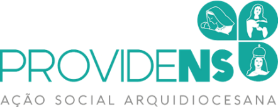 PROVIDENS
AÇÃO SOCIAL ARQUIDIOCESANA